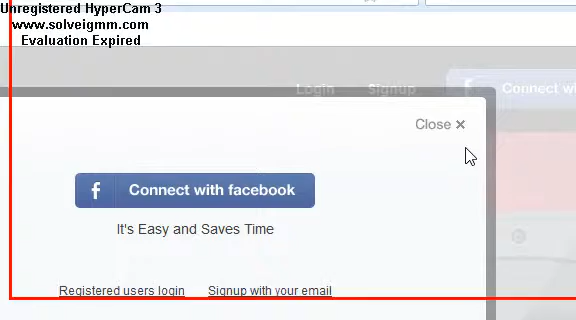 Unregistered HyperCam 3
www.solveigmm.com
Evaluation Expired
Login Signup Connect
Close ×
Connect with facebook
It's Easy and Saves Time
Registered users login Signup with your email